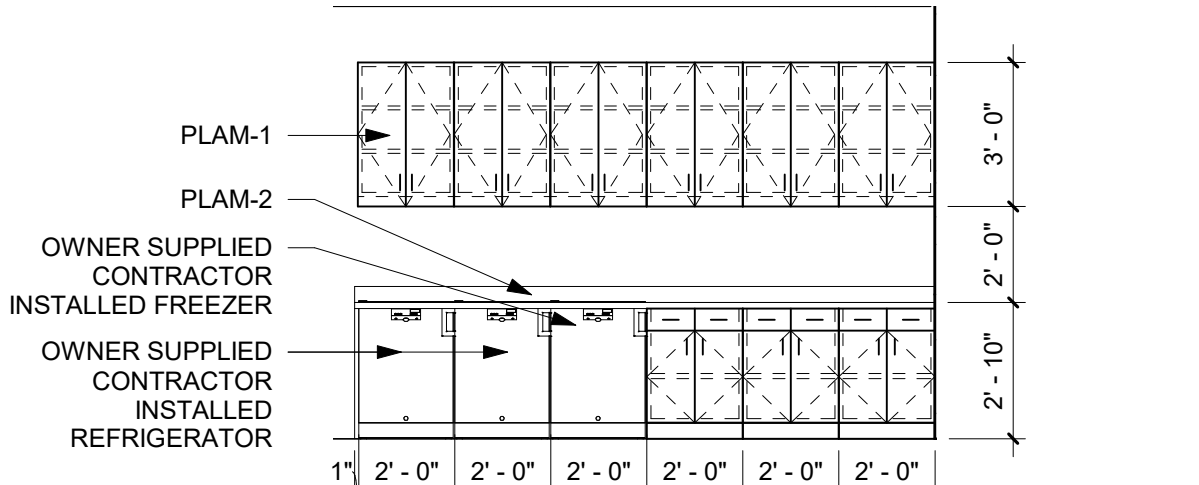 PLAM-1
PLAM-2
OWNER SUPPLIED
CONTRACTOR
INSTALLED FREEZER
OWNER SUPPLIED
CONTRACTOR
INSTALLED
REFRIGERATOR
3' - 0"
2' - 0"
2' - 10"
1" 2' - 0" 2' - 0" 2' - 0" 2' - 0" 2' - 0" 2' - 0"